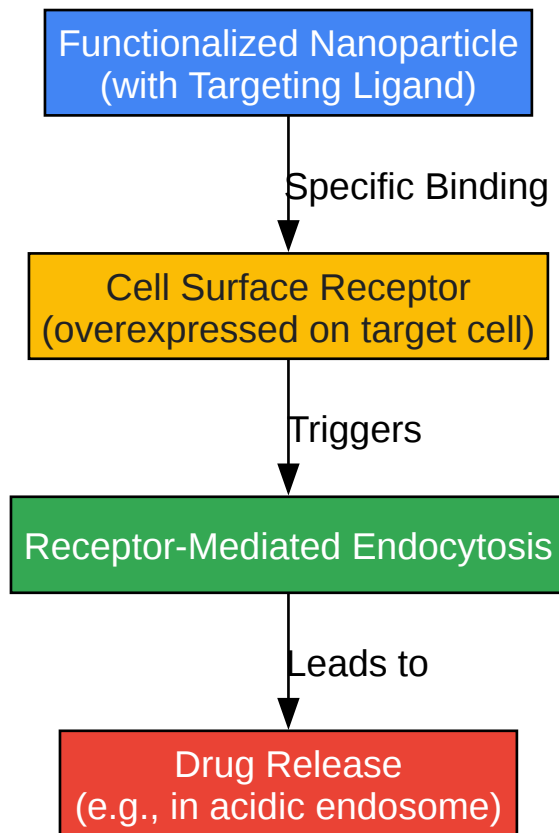 Functionalized Nanoparticle
(with Targeting Ligand)
Specific Binding
Cell Surface Receptor
(overexpressed on target cell)
Triggers
Receptor-Mediated Endocytosis
Leads to
Drug Release
(e.g., in acidic endosome)